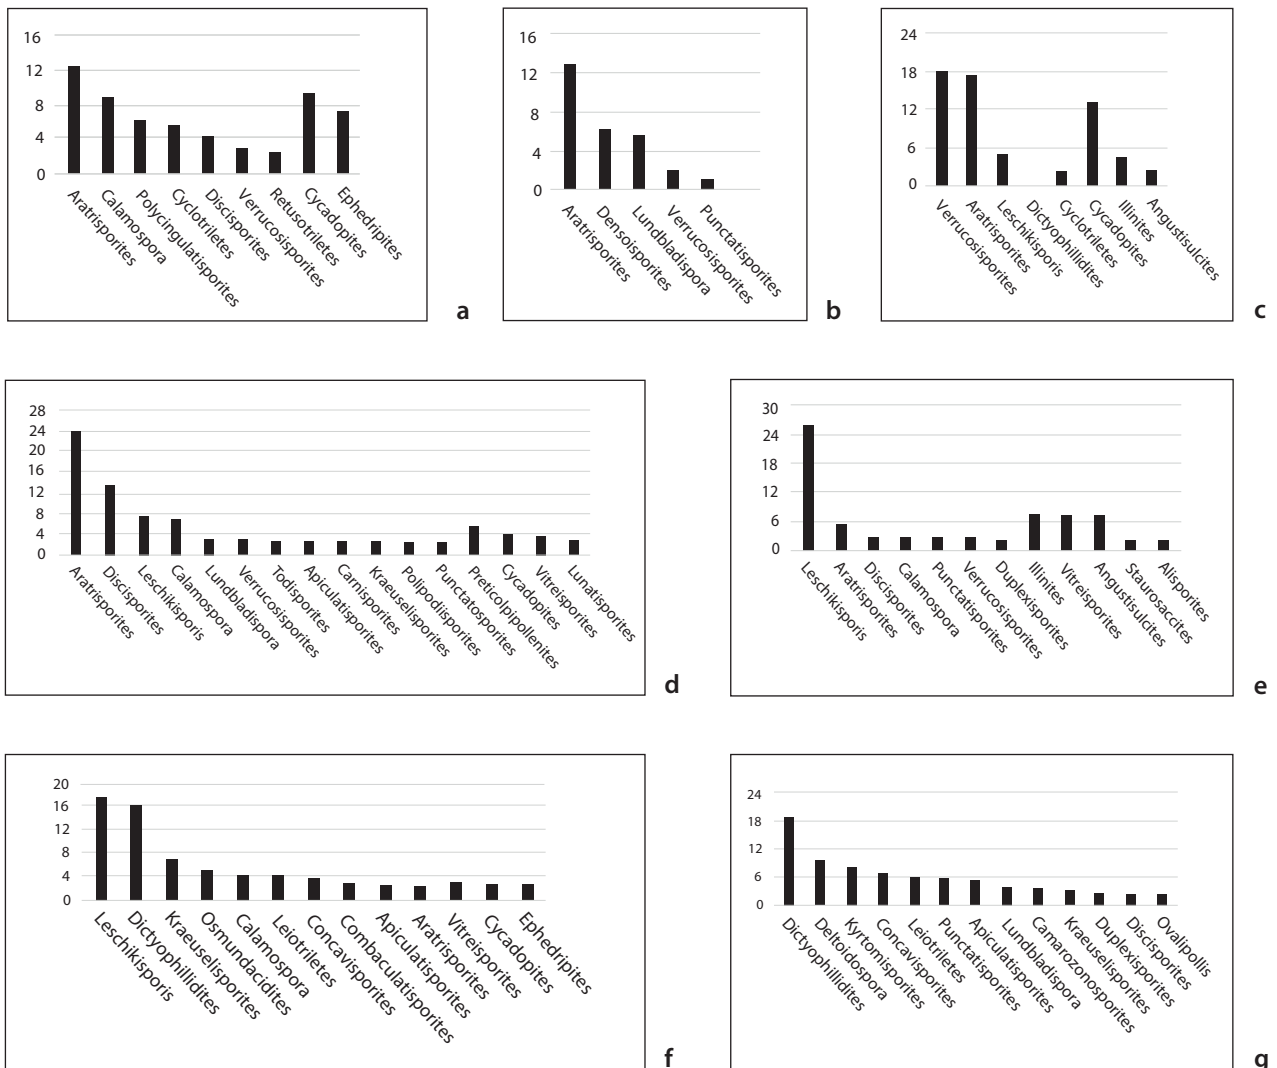 16
12
8
4
0
Aratrisporites
Calamospora
Polycingulatisporites
Cyclotriletes
Discisporites
Verrucosisporites
Retusotriletes
Cycadopites
Ephedripites
a
16
12
8
4
0
Aratrisporites
Densoisporites
Lundbladispora
Verrucosisporites
Punctatisporites
b
24
18
12
6
0
Verrucosisporites
Aratrisporites
Leschikisporis
Dictyophillidites
Cyclotriletes
Cycadopites
Illinites
Angustisulcites
c
28
24
20
16
12
8
4
0
Aratrisporites
Discisporites
Leschikisporis
Calamospora
Lundbladispora
Verrucosisporites
Todisporites
Apiculatisporites
Carnisporites
Kraeuselisporites
Polipodiisporites
Punctatosporites
Preticolpipollenites
Cycadopites
Vitreisporites
Lunatisporites
d
30
24
18
12
6
0
Leschikisporis
Aratrisporites
Discisporites
Calamospora
Punctatisporites
Verrucosisporites
Duplexisporites
Illinites
Vitreisporites
Angustisulcites
Staurosaccites
Alisporites
e
20
16
12
8
4
0
Leschikisporis
Dictyophillidites
Kraeuselisporites
Osmundacidites
Calamospora
Leiotriletes
Concavisporites
Combaculatisporites
Apiculatisporites
Aratrisporites
Vitreisporites
Cycadopites
Ephedripites
f
24
18
12
6
0
Dictyophillidites
Deltoidospora
Kyrtomisporites
Concavisporites
Leiotriletes
Punctatisporites
Apiculatisporites
Lundbladispora
Camarozonosporites
Kraeuselisporites
Duplexisporites
Discisporites
Ovalipollis
g